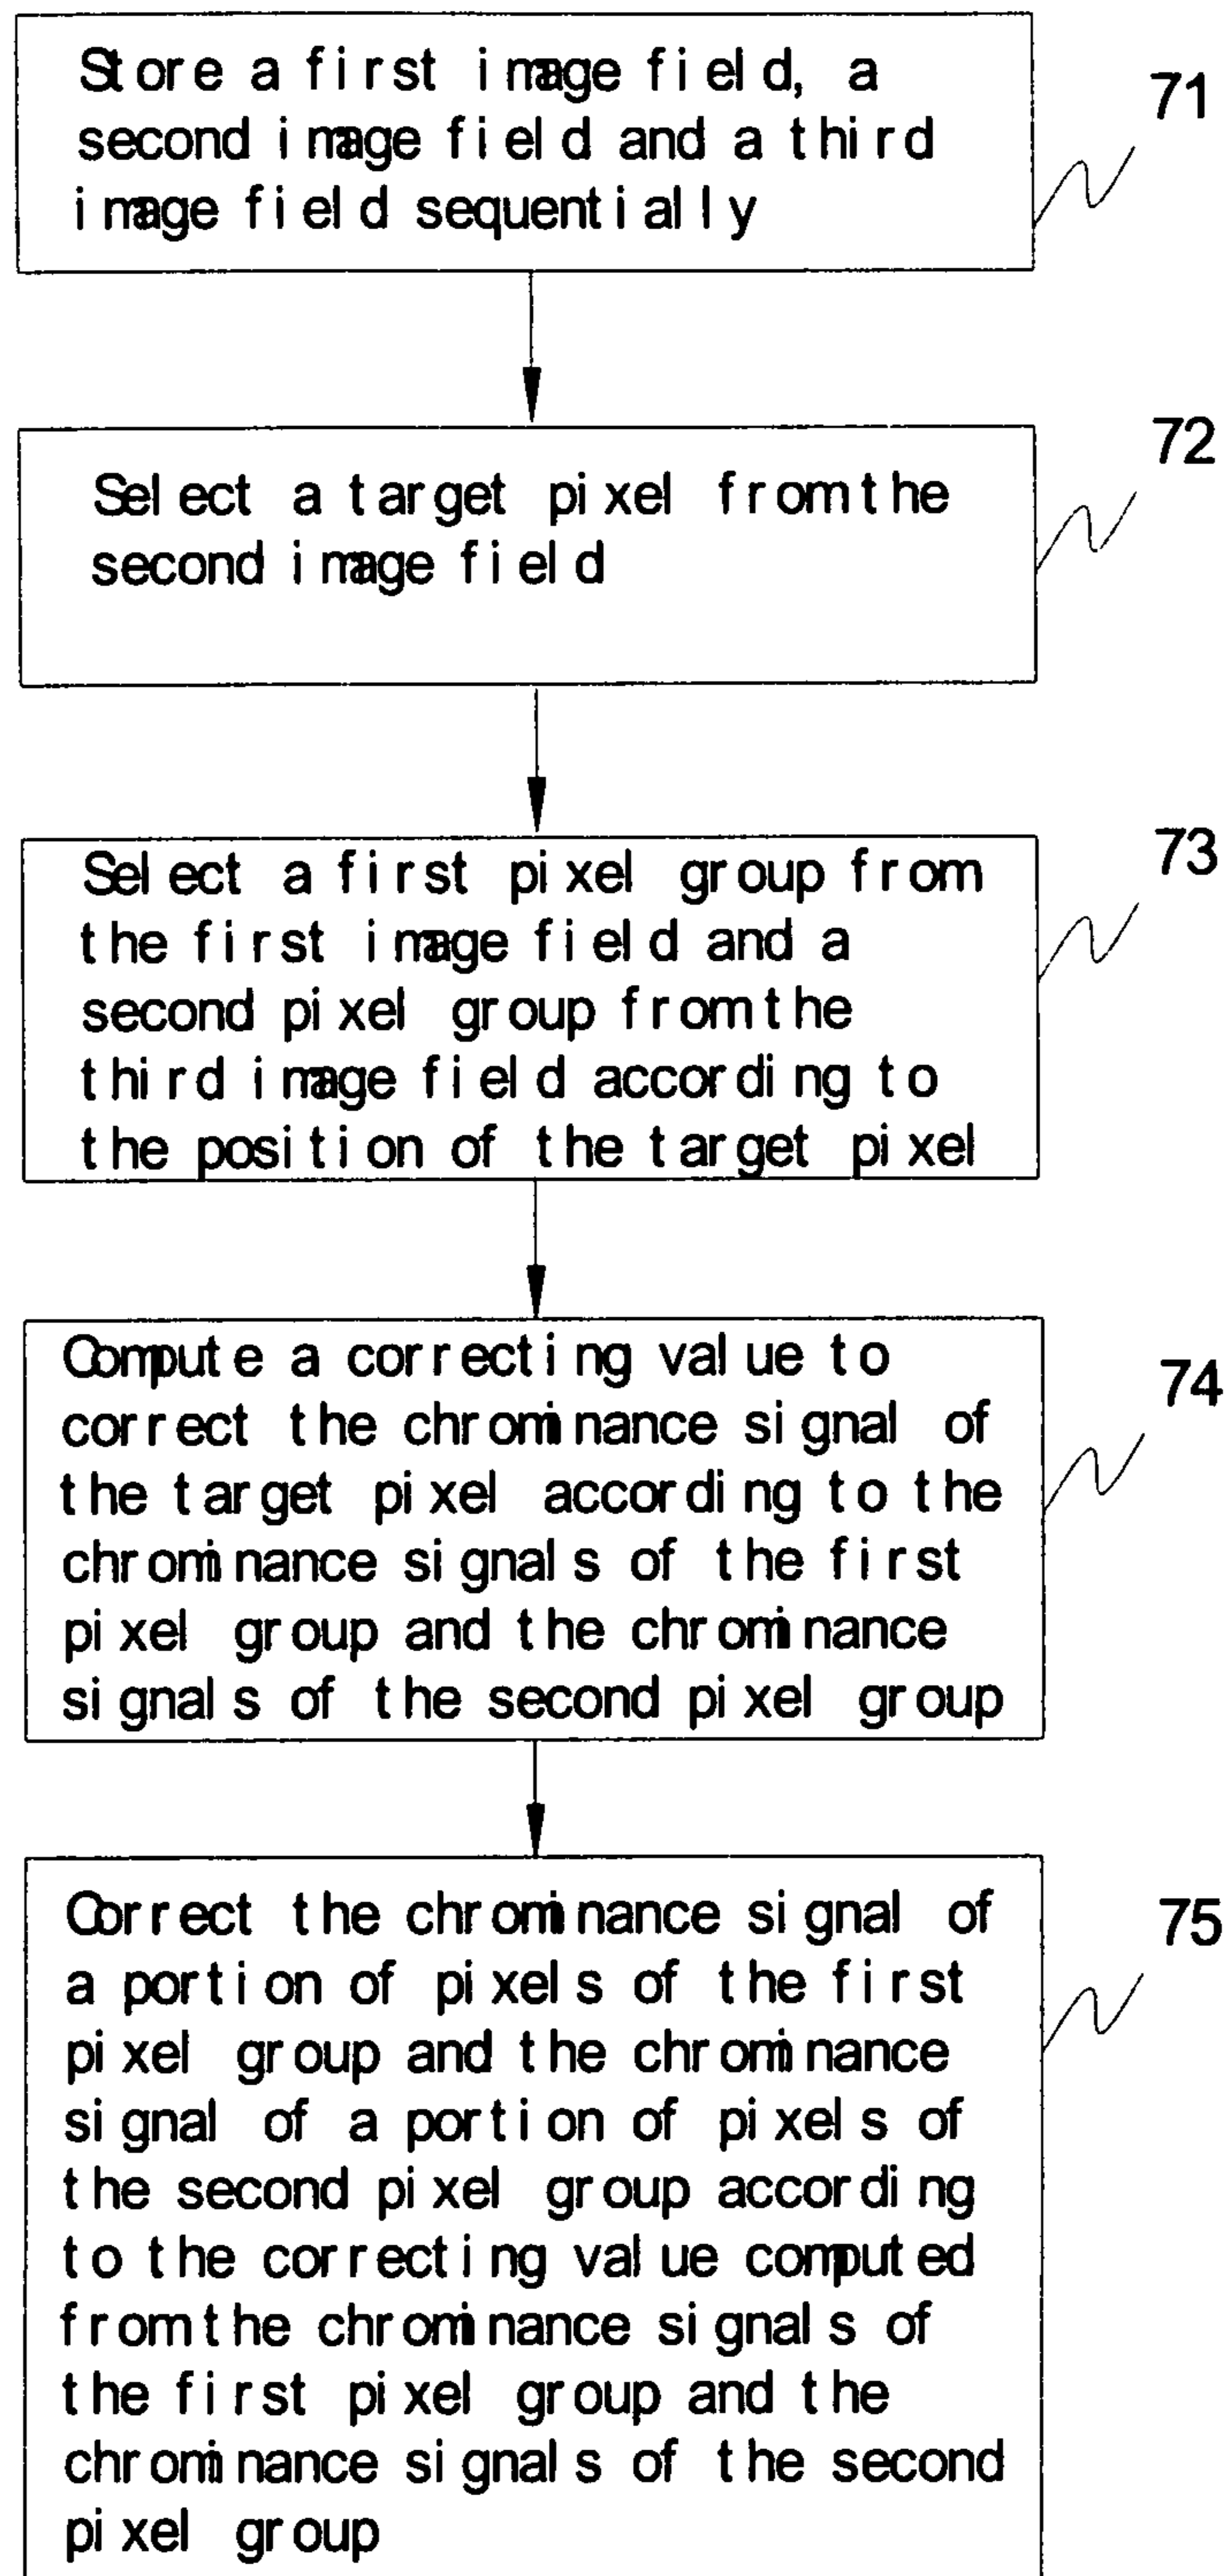 Store a first image field, a
second image field and a third
image field sequentially
71
Select a target pixel from the
second image field
72
Select a first pixel group from
the first image field and a
second pixel group from the
third image field according to
the position of the target pixel
73
Compute a correcting value to
correct the chrominance signal of
the target pixel according to the
chrominance signals of the first
pixel group and the chrominance
signals of the second pixel group
74
Correct the chrominance signal of
a portion of pixels of the first
pixel group and the chrominance
signal of a portion of pixels of
the second pixel group according
to the correcting value computed
from the chrominance signals of
the first pixel group and the
chrominance signals of the second
pixel group
75